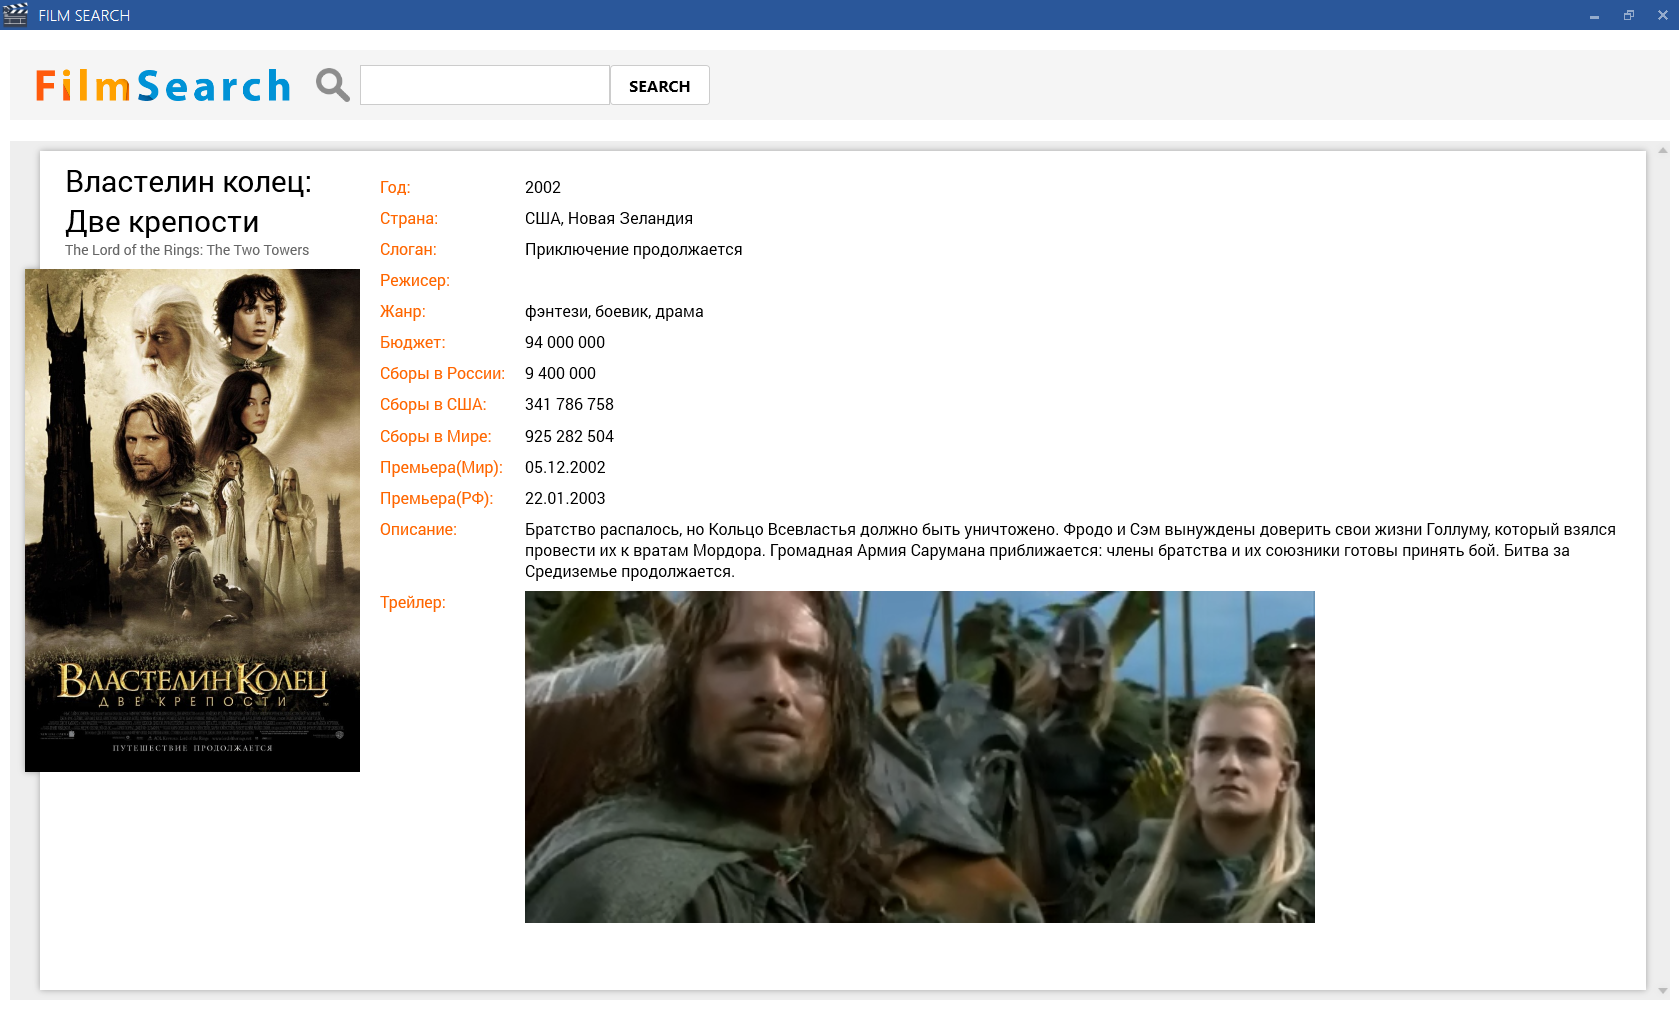 FILM SEARCH
FilmSearch
SEARCH
Властелин колец:
Две крепости
The Lord of the Rings: The Two Towers
ВЛАСТЕЛИН КОЛЕЦ
ДВЕ КРЕПОСТИ
ПУТЕШЕСТВИЕ ПРОДОЛЖАЕТСЯ
Год: 2002
Страна: США, Новая Зеландия
Слоган: Приключение продолжается
Режисер:
Жанр: фэнтези, боевик, драма
Бюджет: 94 000 000
Сборы в России: 9 400 000
Сборы в США: 341 786 758
Сборы в Мире: 925 282 504
Премьера(Мир): 05.12.2002
Премьера(РФ): 22.01.2003
Описание: Братство распалось, но Кольцо Всевластья должно быть уничтожено. Фродо и Сэм вынуждены доверить свои жизни Голлуму, который взялся
провести их к вратам Мордора. Громадная Армия Сарумана приближается: члены братства и их союзники готовы принять бой. Битва за
Средиземье продолжается.
Трейлер: